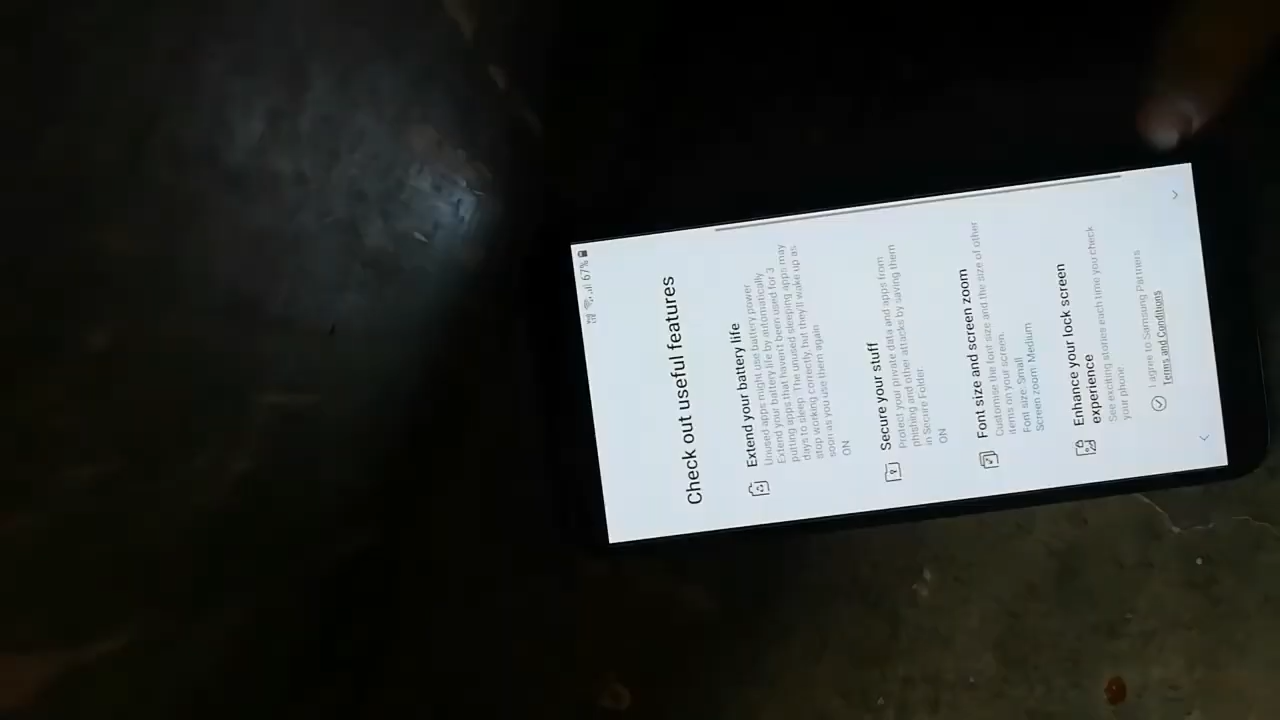 67%
Check out useful features
Extend your battery life
Unused apps might use battery power
Extend your battery life by automatically
putting apps that haven't been used for 3
days to sleep. The unused sleeping apps may
stop working correctly, but they'll wake up as
soon as you use them again
ON
Secure your stuff
Protect your private data and apps from
phishing and other attacks by saving them
in Secure Folder.
ON
Font size and screen zoom
Customise the font size and the size of other
items on your screen.
Font size: Small
Screen zoom: Medium
Enhance your lock screen
experience
See exciting stories each time you check
your phone.
I agree to Samsung Partners
Terms and Conditions